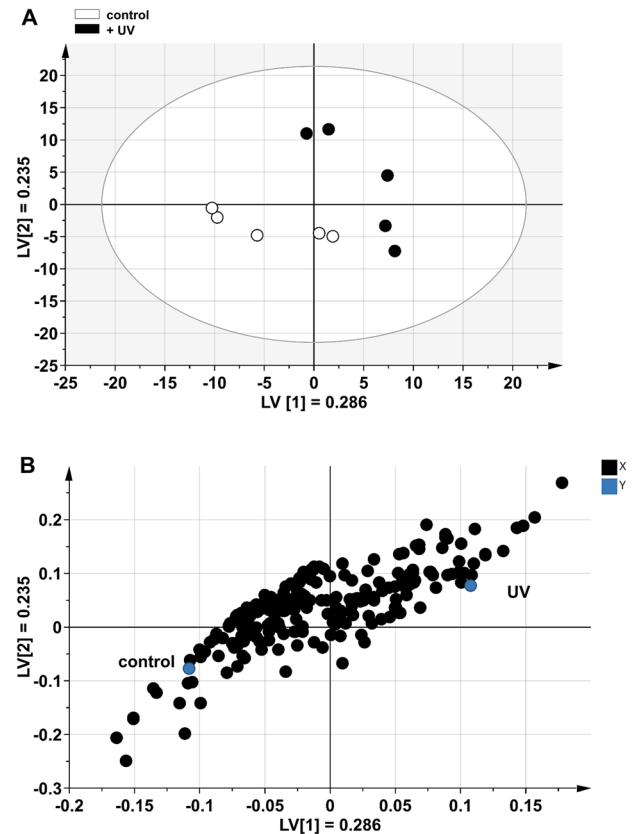 A
control
+ UV
20
15
10
5
0
-5
-10
-15
-20
-25
LV[2] = 0.235
-25 -20 -15 -10 -5 0 5 10 15 20
LV [1] = 0.286
B
X
Y
0.2
0.1
0
-0.1
-0.2
-0.3
LV[2] = 0.235
control
UV
-0.2 -0.15 -0.1 -0.05 0 0.05 0.1 0.15
LV[1] = 0.286